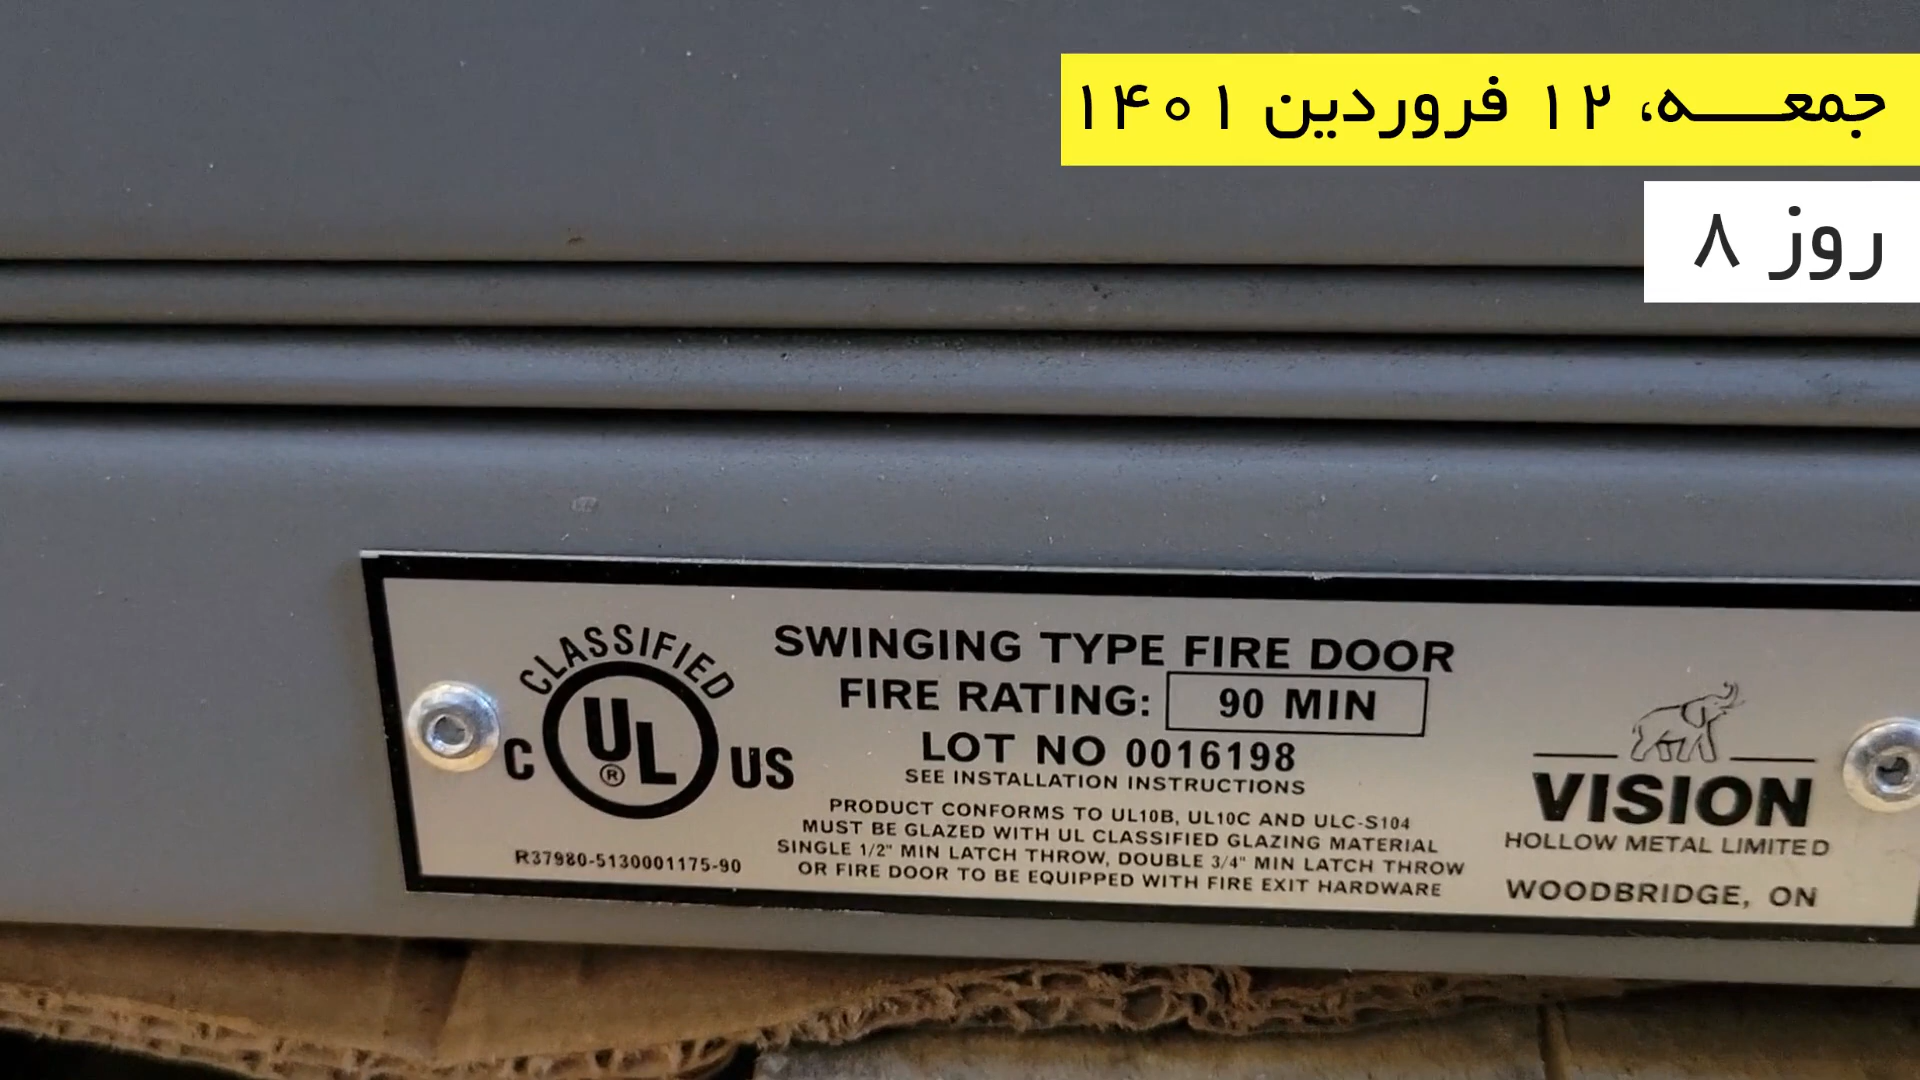 جمعـــه، ۱۲ فروردین ۱۴۰۱
روز ۸
CLASSIFIED
C UL US
®
R37980-5130001175-90
SWINGING TYPE FIRE DOOR
FIRE RATING: 90 MIN
LOT NO 0016198
SEE INSTALLATION INSTRUCTIONS
PRODUCT CONFORMS TO UL10B, UL10C AND ULC-S104
MUST BE GLAZED WITH UL CLASSIFIED GLAZING MATERIAL
SINGLE 1/2" MIN LATCH THROW, DOUBLE 3/4" MIN LATCH THROW
OR FIRE DOOR TO BE EQUIPPED WITH FIRE EXIT HARDWARE
VISION
HOLLOW METAL LIMITED
WOODBRIDGE, ON